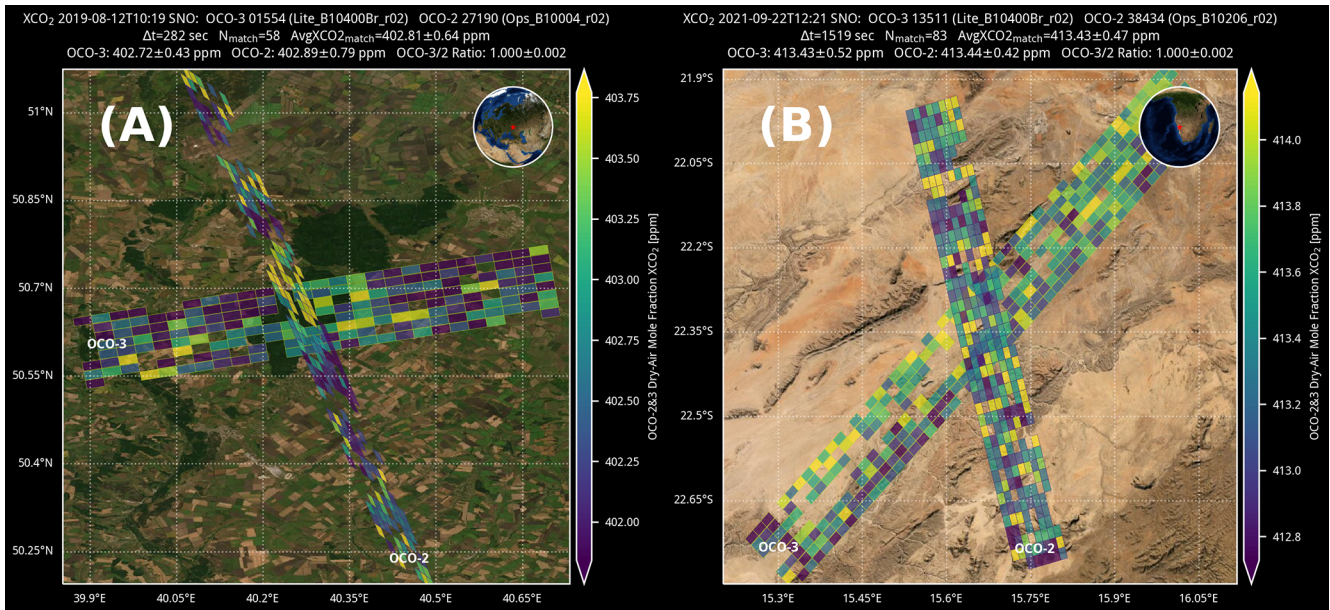 XCO₂ 2019-08-12T10:19 SNO: OCO-3 01554 (Lite_B10400Br_r02) OCO-2 27190 (Ops_B10004_r02)
Δt=282 sec Nmatch=58 AvgXCO2match=402.81±0.64 ppm
OCO-3: 402.72±0.43 ppm OCO-2: 402.89±0.79 ppm OCO-3/2 Ratio: 1.000±0.002
(A)
51°N
50.85°N
50.7°N
50.55°N
50.4°N
50.25°N
OCO-3
OCO-2
39.9°E 40.05°E 40.2°E 40.35°E 40.5°E 40.65°E
403.75
403.50
403.25
403.00
402.75
402.50
402.25
402.00
OCO-2&3 Dry-Air Mole Fraction XCO₂ [ppm]
XCO₂ 2021-09-22T12:21 SNO: OCO-3 13511 (Lite_B10400Br_r02) OCO-2 38434 (Ops_B10206_r02)
Δt=1519 sec Nmatch=83 AvgXCO2match=413.43±0.47 ppm
OCO-3: 413.43±0.52 ppm OCO-2: 413.44±0.42 ppm OCO-3/2 Ratio: 1.000±0.002
(B)
21.9°S
22.05°S
22.2°S
22.35°S
22.5°S
22.65°S
OCO-3
OCO-2
15.3°E 15.45°E 15.6°E 15.75°E 15.9°E 16.05°E
414.0
413.8
413.6
413.4
413.2
413.0
412.8
OCO-2&3 Dry-Air Mole Fraction XCO₂ [ppm]